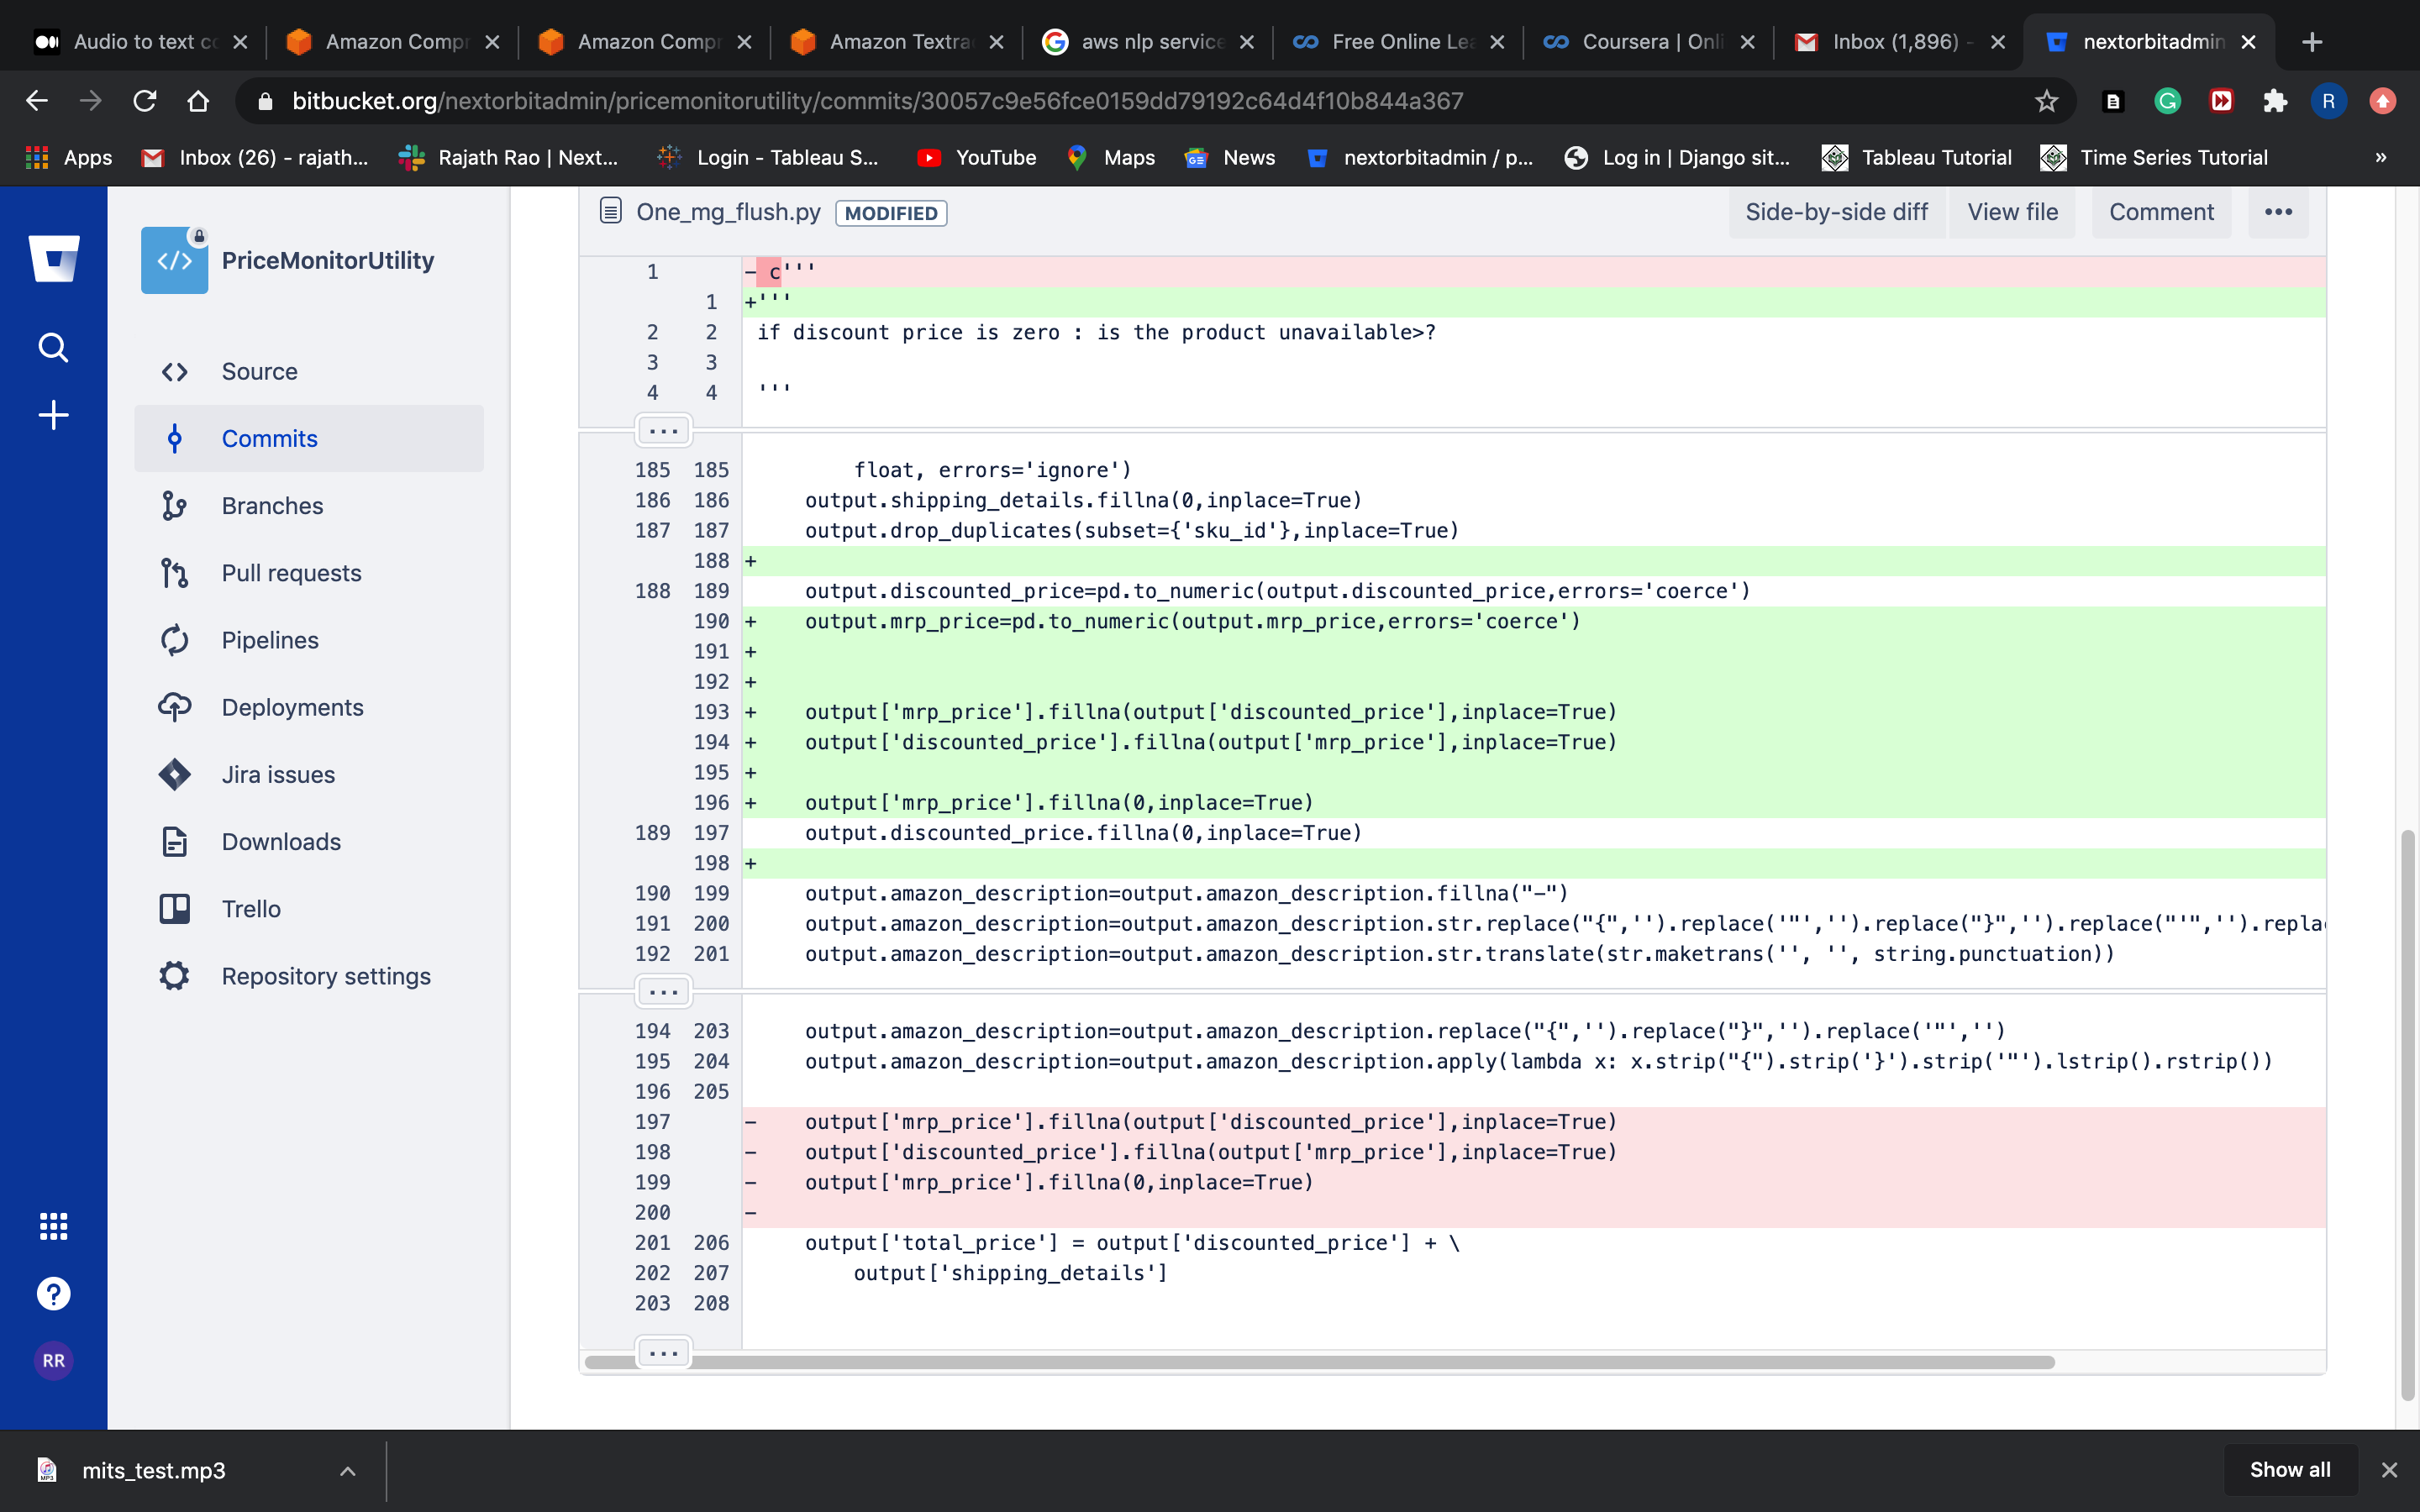 Audio to text co
Amazon Compr
Amazon Compr
Amazon Textra
aws nlp service
Free Online Lea
Coursera | Onli
Inbox (1,896) -
nextorbitadmin
bitbucket.org/nextorbitadmin/pricemonitorutility/commits/30057c9e56fce0159dd79192c64d4f10b844a367
R
Apps
Inbox (26) - rajath...
Rajath Rao | Next...
Login - Tableau S...
YouTube
Maps
News
nextorbitadmin / p...
Log in | Django sit...
Tableau Tutorial
Time Series Tutorial
»
PriceMonitorUtility
Source
Commits
Branches
Pull requests
Pipelines
Deployments
Jira issues
Downloads
Trello
Repository settings
RR
One_mg_flush.py MODIFIED
Side-by-side diff
View file
Comment
•••
1 - c'''
1 +'''
2 2 if discount price is zero : is the product unavailable>?
3 3
4 4 '''
...
185 185 float, errors='ignore')
186 186 output.shipping_details.fillna(0,inplace=True)
187 187 output.drop_duplicates(subset={'sku_id'},inplace=True)
188 +
188 189 output.discounted_price=pd.to_numeric(output.discounted_price,errors='coerce')
190 + output.mrp_price=pd.to_numeric(output.mrp_price,errors='coerce')
191 +
192 +
193 + output['mrp_price'].fillna(output['discounted_price'],inplace=True)
194 + output['discounted_price'].fillna(output['mrp_price'],inplace=True)
195 +
196 + output['mrp_price'].fillna(0,inplace=True)
189 197 output.discounted_price.fillna(0,inplace=True)
198 +
190 199 output.amazon_description=output.amazon_description.fillna("-")
191 200 output.amazon_description=output.amazon_description.str.replace("{",'').replace('"','').replace("}",'').replace("'",'').repla
192 201 output.amazon_description=output.amazon_description.str.translate(str.maketrans('', '', string.punctuation))
...
194 203 output.amazon_description=output.amazon_description.replace("{",'').replace("}",'').replace('"','')
195 204 output.amazon_description=output.amazon_description.apply(lambda x: x.strip("{").strip('}').strip('"').lstrip().rstrip())
196 205
197 - output['mrp_price'].fillna(output['discounted_price'],inplace=True)
198 - output['discounted_price'].fillna(output['mrp_price'],inplace=True)
199 - output['mrp_price'].fillna(0,inplace=True)
200 -
201 206 output['total_price'] = output['discounted_price'] + \
202 207 output['shipping_details']
203 208
...
mits_test.mp3
Show all